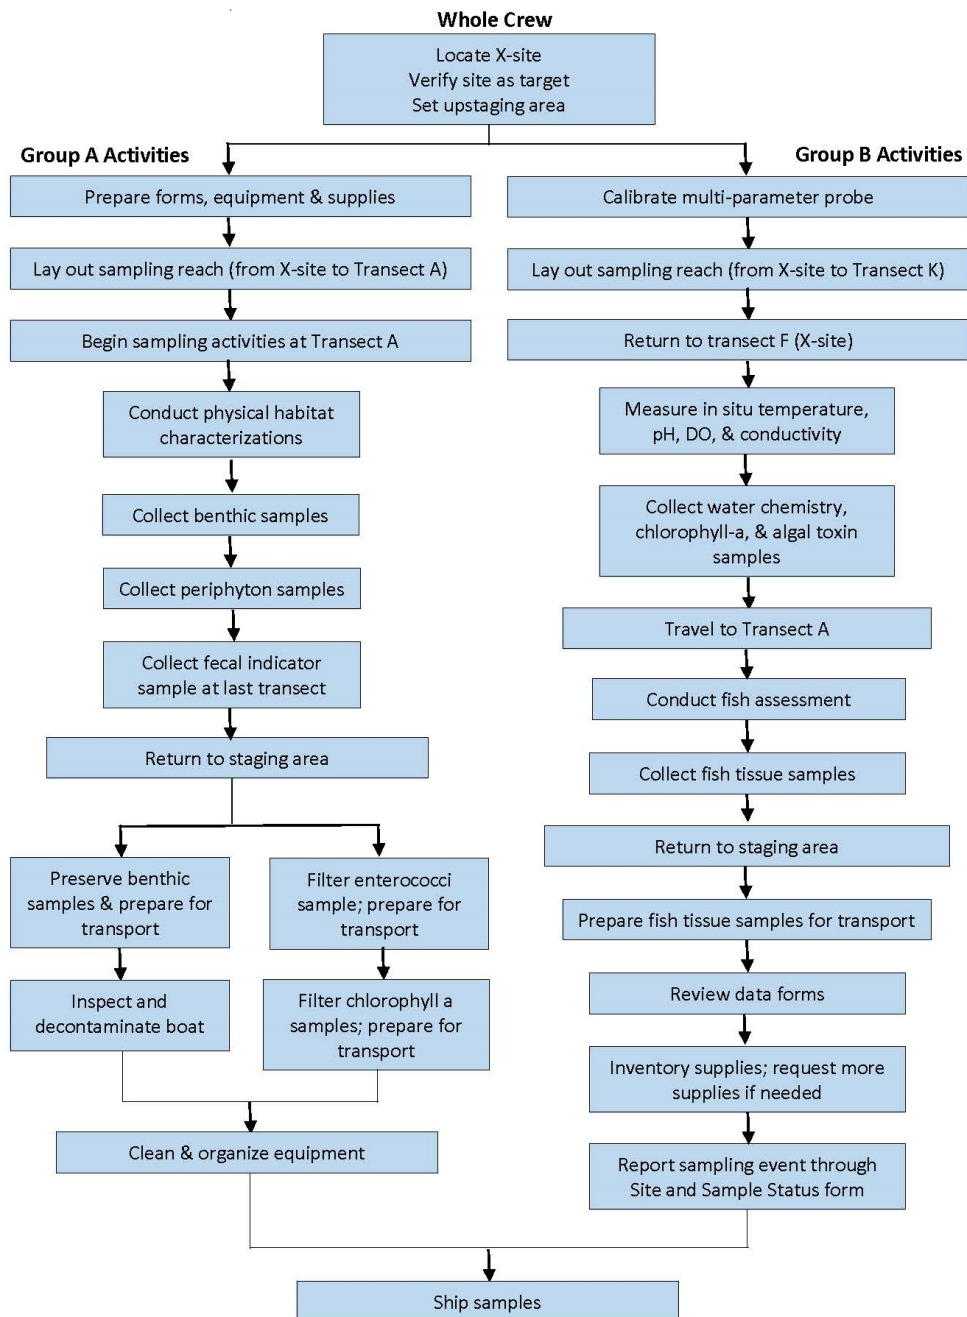 Whole Crew
Locate X-site
Verify site as target
Set upstaging area
Group A Activities
Prepare forms, equipment & supplies
Lay out sampling reach (from X-site to Transect A)
Begin sampling activities at Transect A
Conduct physical habitat
characterizations
Collect benthic samples
Collect periphyton samples
Collect fecal indicator
sample at last transect
Return to staging area
Preserve benthic
samples & prepare for
transport
Inspect and
decontaminate boat
Filter enterococci
sample; prepare for
transport
Filter chlorophyll a
samples; prepare for
transport
Clean & organize equipment
Group B Activities
Calibrate multi-parameter probe
Lay out sampling reach (from X-site to Transect K)
Return to transect F (X-site)
Measure in situ temperature,
pH, DO, & conductivity
Collect water chemistry,
chlorophyll-a, & algal toxin
samples
Travel to Transect A
Conduct fish assessment
Collect fish tissue samples
Return to staging area
Prepare fish tissue samples for transport
Review data forms
Inventory supplies; request more
supplies if needed
Report sampling event through
Site and Sample Status form
Ship samples